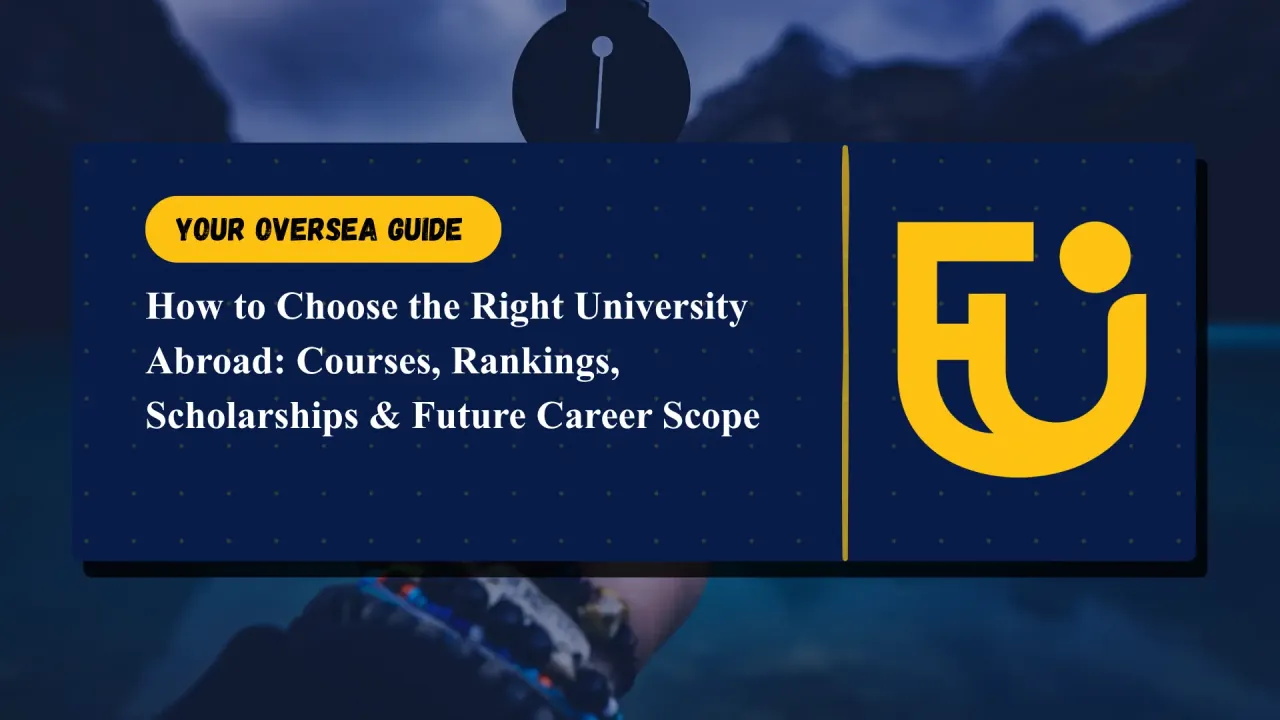 YOUR OVERSEA GUIDE
How to Choose the Right University
Abroad: Courses, Rankings,
Scholarships & Future Career Scope